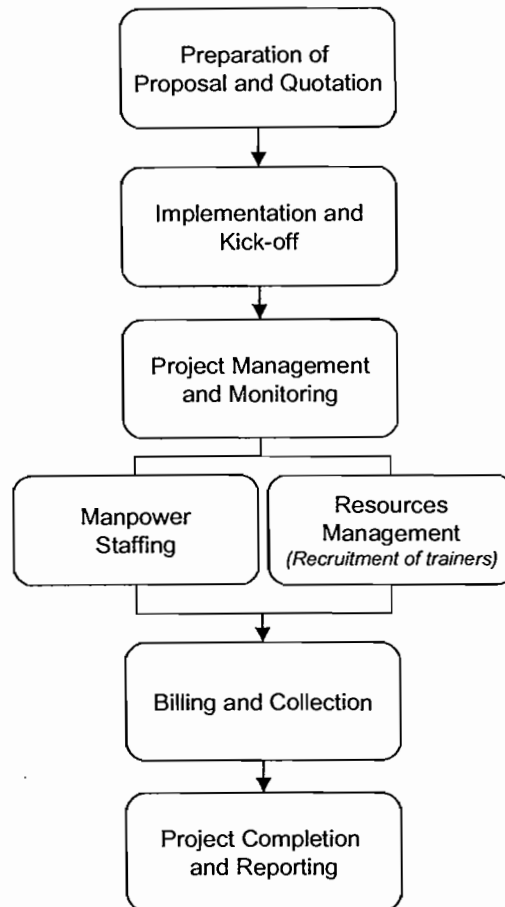 Preparation of
Proposal and Quotation
Implementation and
Kick-off
Project Management
and Monitoring
Manpower
Staffing
Resources
Management
(Recruitment of trainers)
Billing and Collection
Project Completion
and Reporting